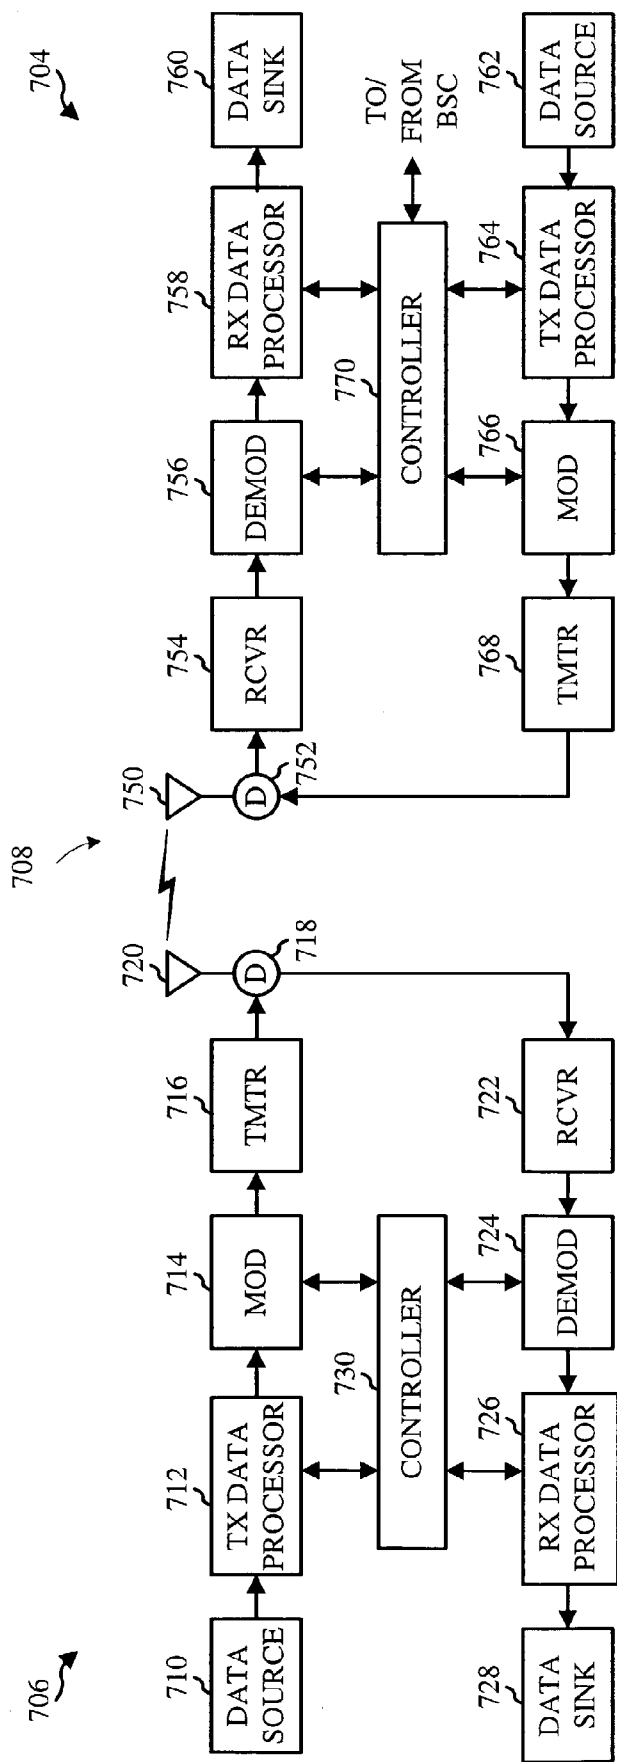 706
710
DATA
SOURCE
712
TX DATA
PROCESSOR
714
MOD
716
TMTR
D
718
720
708
750
D
752
754
RCVR
756
DEMOD
758
RX DATA
PROCESSOR
760
DATA
SINK
704
730
CONTROLLER
770
CONTROLLER
TO/
FROM
BSC
728
DATA
SINK
726
RX DATA
PROCESSOR
724
DEMOD
722
RCVR
768
TMTR
766
MOD
764
TX DATA
PROCESSOR
762
DATA
SOURCE